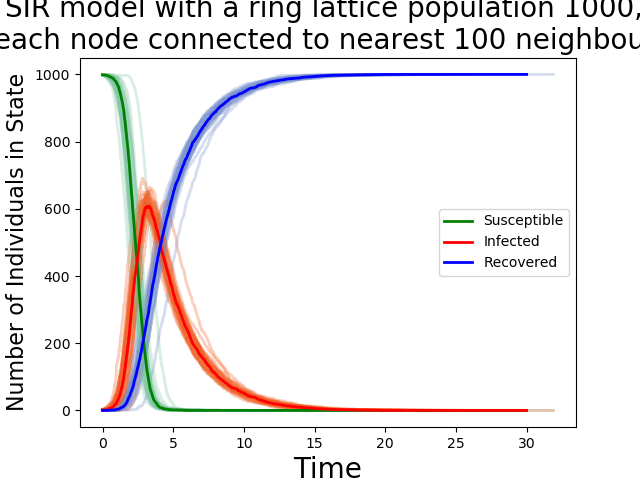 SIR model with a ring lattice population 1000,
each node connected to nearest 100 neighbou
Number of Individuals in State
1000
800
600
400
200
0
Susceptible
Infected
Recovered
0 5 10 15 20 25 30
Time